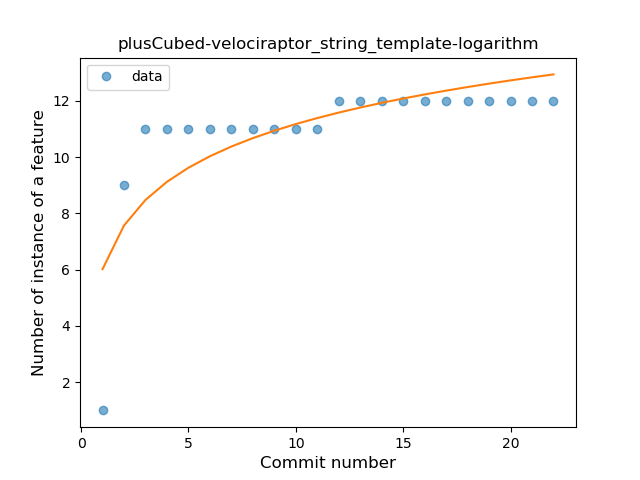 plusCubed-velociraptor_string_template-logarithm
data
Number of instance of a feature
12
10
8
6
4
2
0
5
10
15
20
Commit number